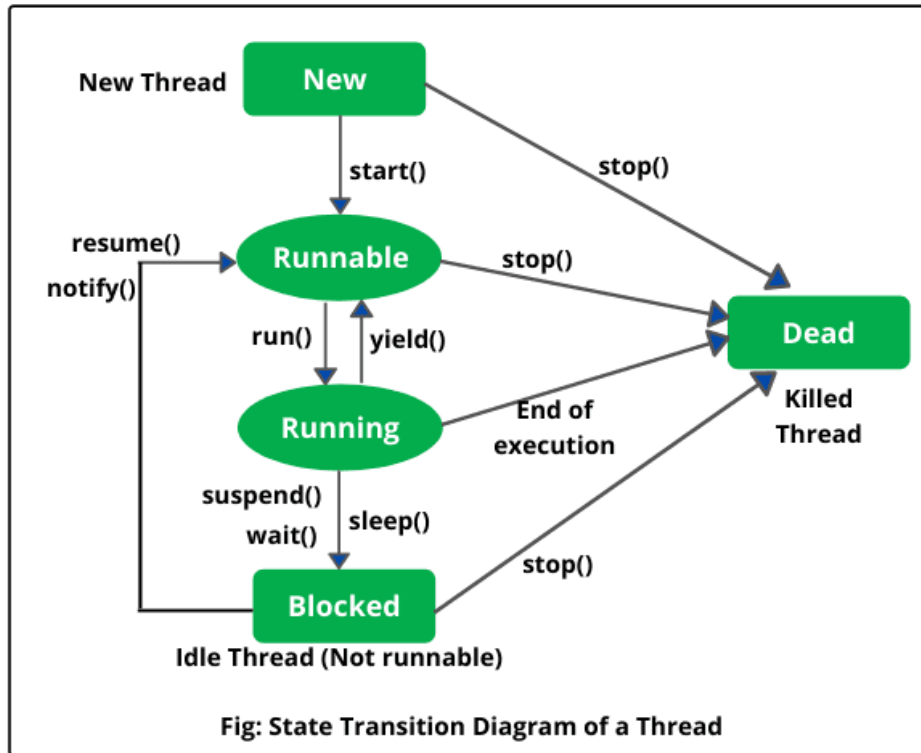 New Thread
New
start()
stop()
resume()
notify()
Runnable
stop()
run()
yield()
Dead
Killed
Thread
Running
End of
execution
suspend()
wait()
sleep()
stop()
Blocked
Idle Thread (Not runnable)
Fig: State Transition Diagram of a Thread